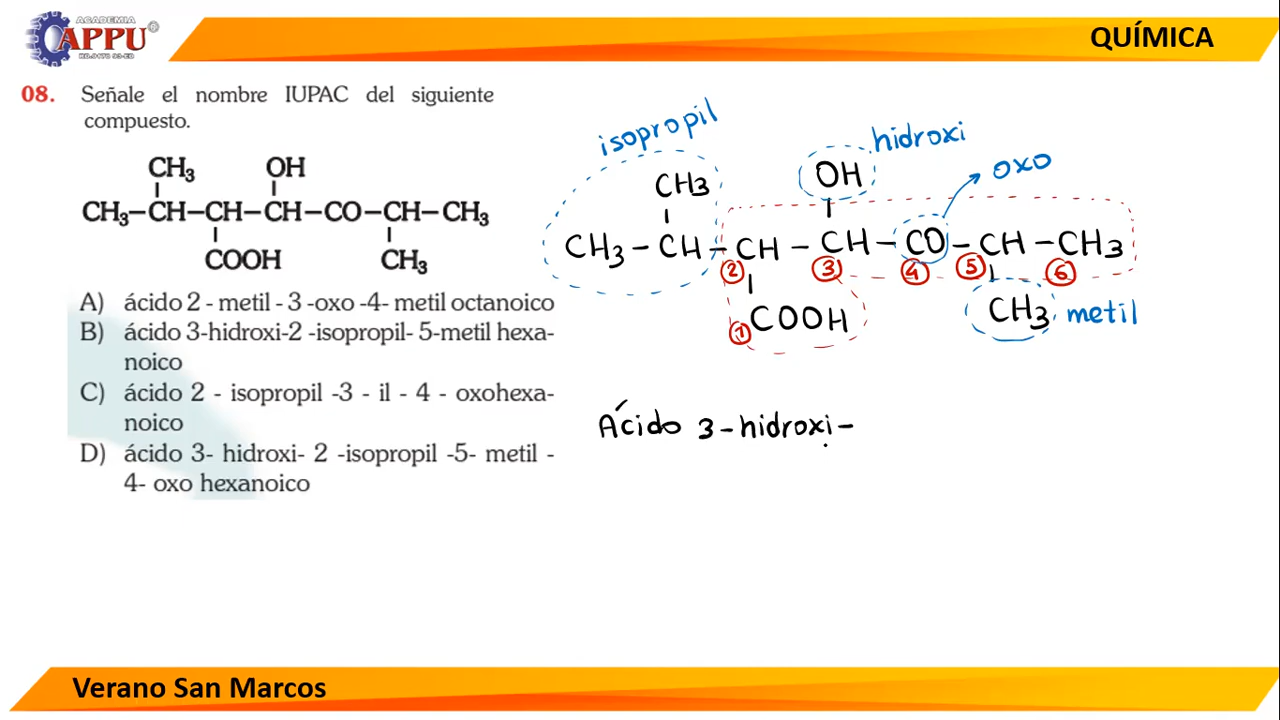 ACADEMIA
APPU®
QUÍMICA
08. Señale el nombre IUPAC del siguiente
compuesto.
CH₃ OH
CH₃–CH–CH–CH–CO–CH–CH₃
COOH CH₃
A) ácido 2 - metil - 3 -oxo -4- metil octanoico
B) ácido 3-hidroxi-2 -isopropil- 5-metil hexa-
noico
C) ácido 2 - isopropil -3 - il - 4 - oxohexa-
noico
D) ácido 3- hidroxi- 2 -isopropil -5- metil -
4- oxo hexanoico
isopropil
hidroxi
oxo
CH3 OH
CH3 – CH – CH – CH – CO – CH – CH3
2 3 4 5 6
1 COOH CH3 metil
Ácido 3-hidroxi-
Verano San Marcos